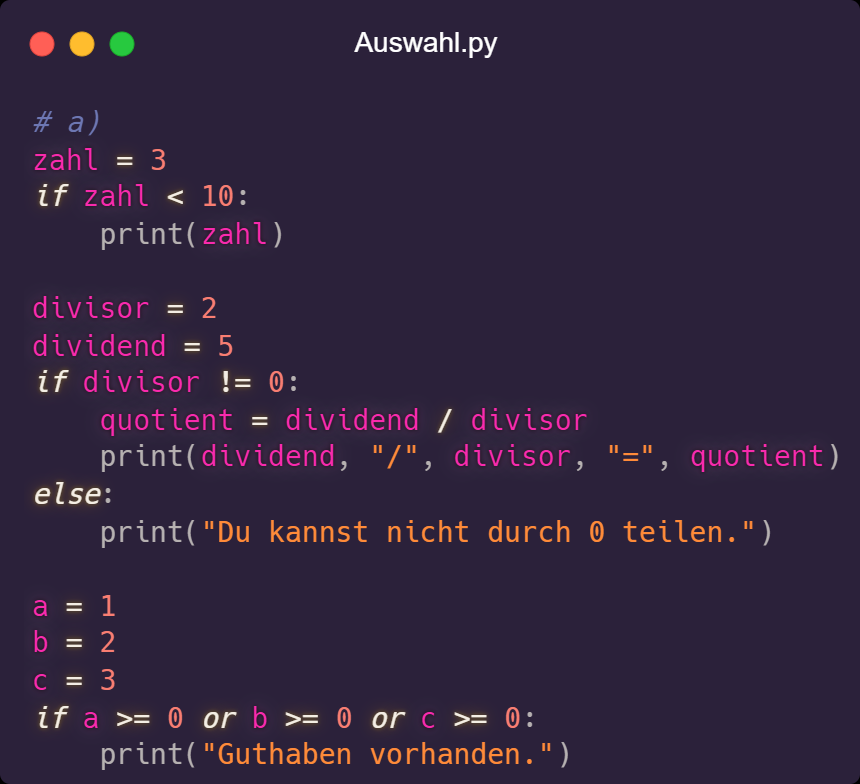 Auswahl.py
# a)
zahl = 3
if zahl < 10:
    print(zahl)
divisor = 2
dividend = 5
if divisor != 0:
    quotient = dividend / divisor
    print(dividend, "/", divisor, "=", quotient)
else:
    print("Du kannst nicht durch 0 teilen.")
a = 1
b = 2
c = 3
if a >= 0 or b >= 0 or c >= 0:
    print("Guthaben vorhanden.")